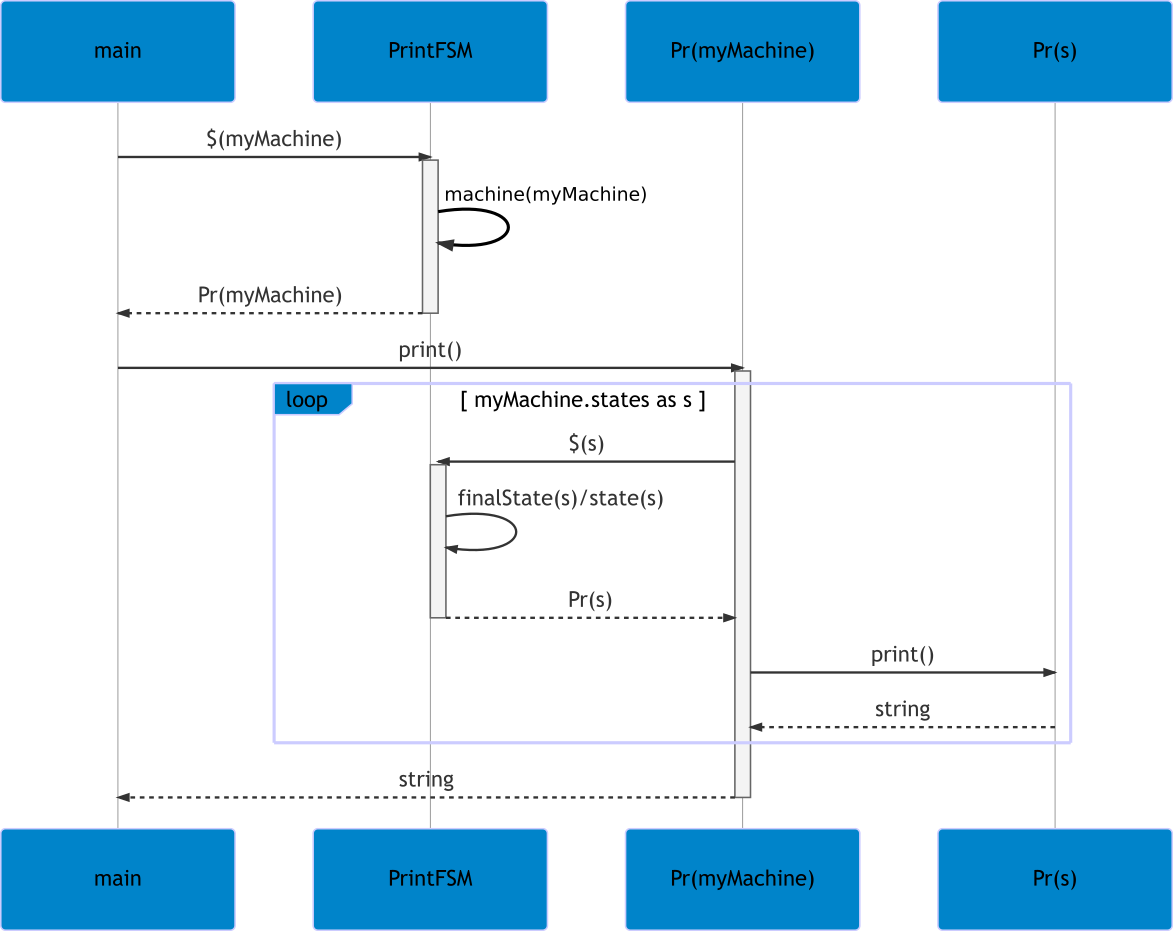 main
PrintFSM
Pr(myMachine)
Pr(s)
$(myMachine)
machine(myMachine)
Pr(myMachine)
print()
loop
[ myMachine.states as s ]
$(s)
finalState(s)/state(s)
Pr(s)
print()
string
string
main
PrintFSM
Pr(myMachine)
Pr(s)